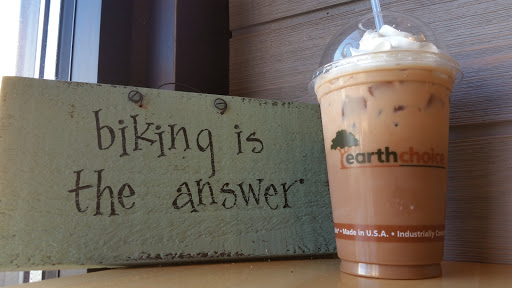 biking is
the answer
earthchoice
• Made in U.S.A. • Industrially